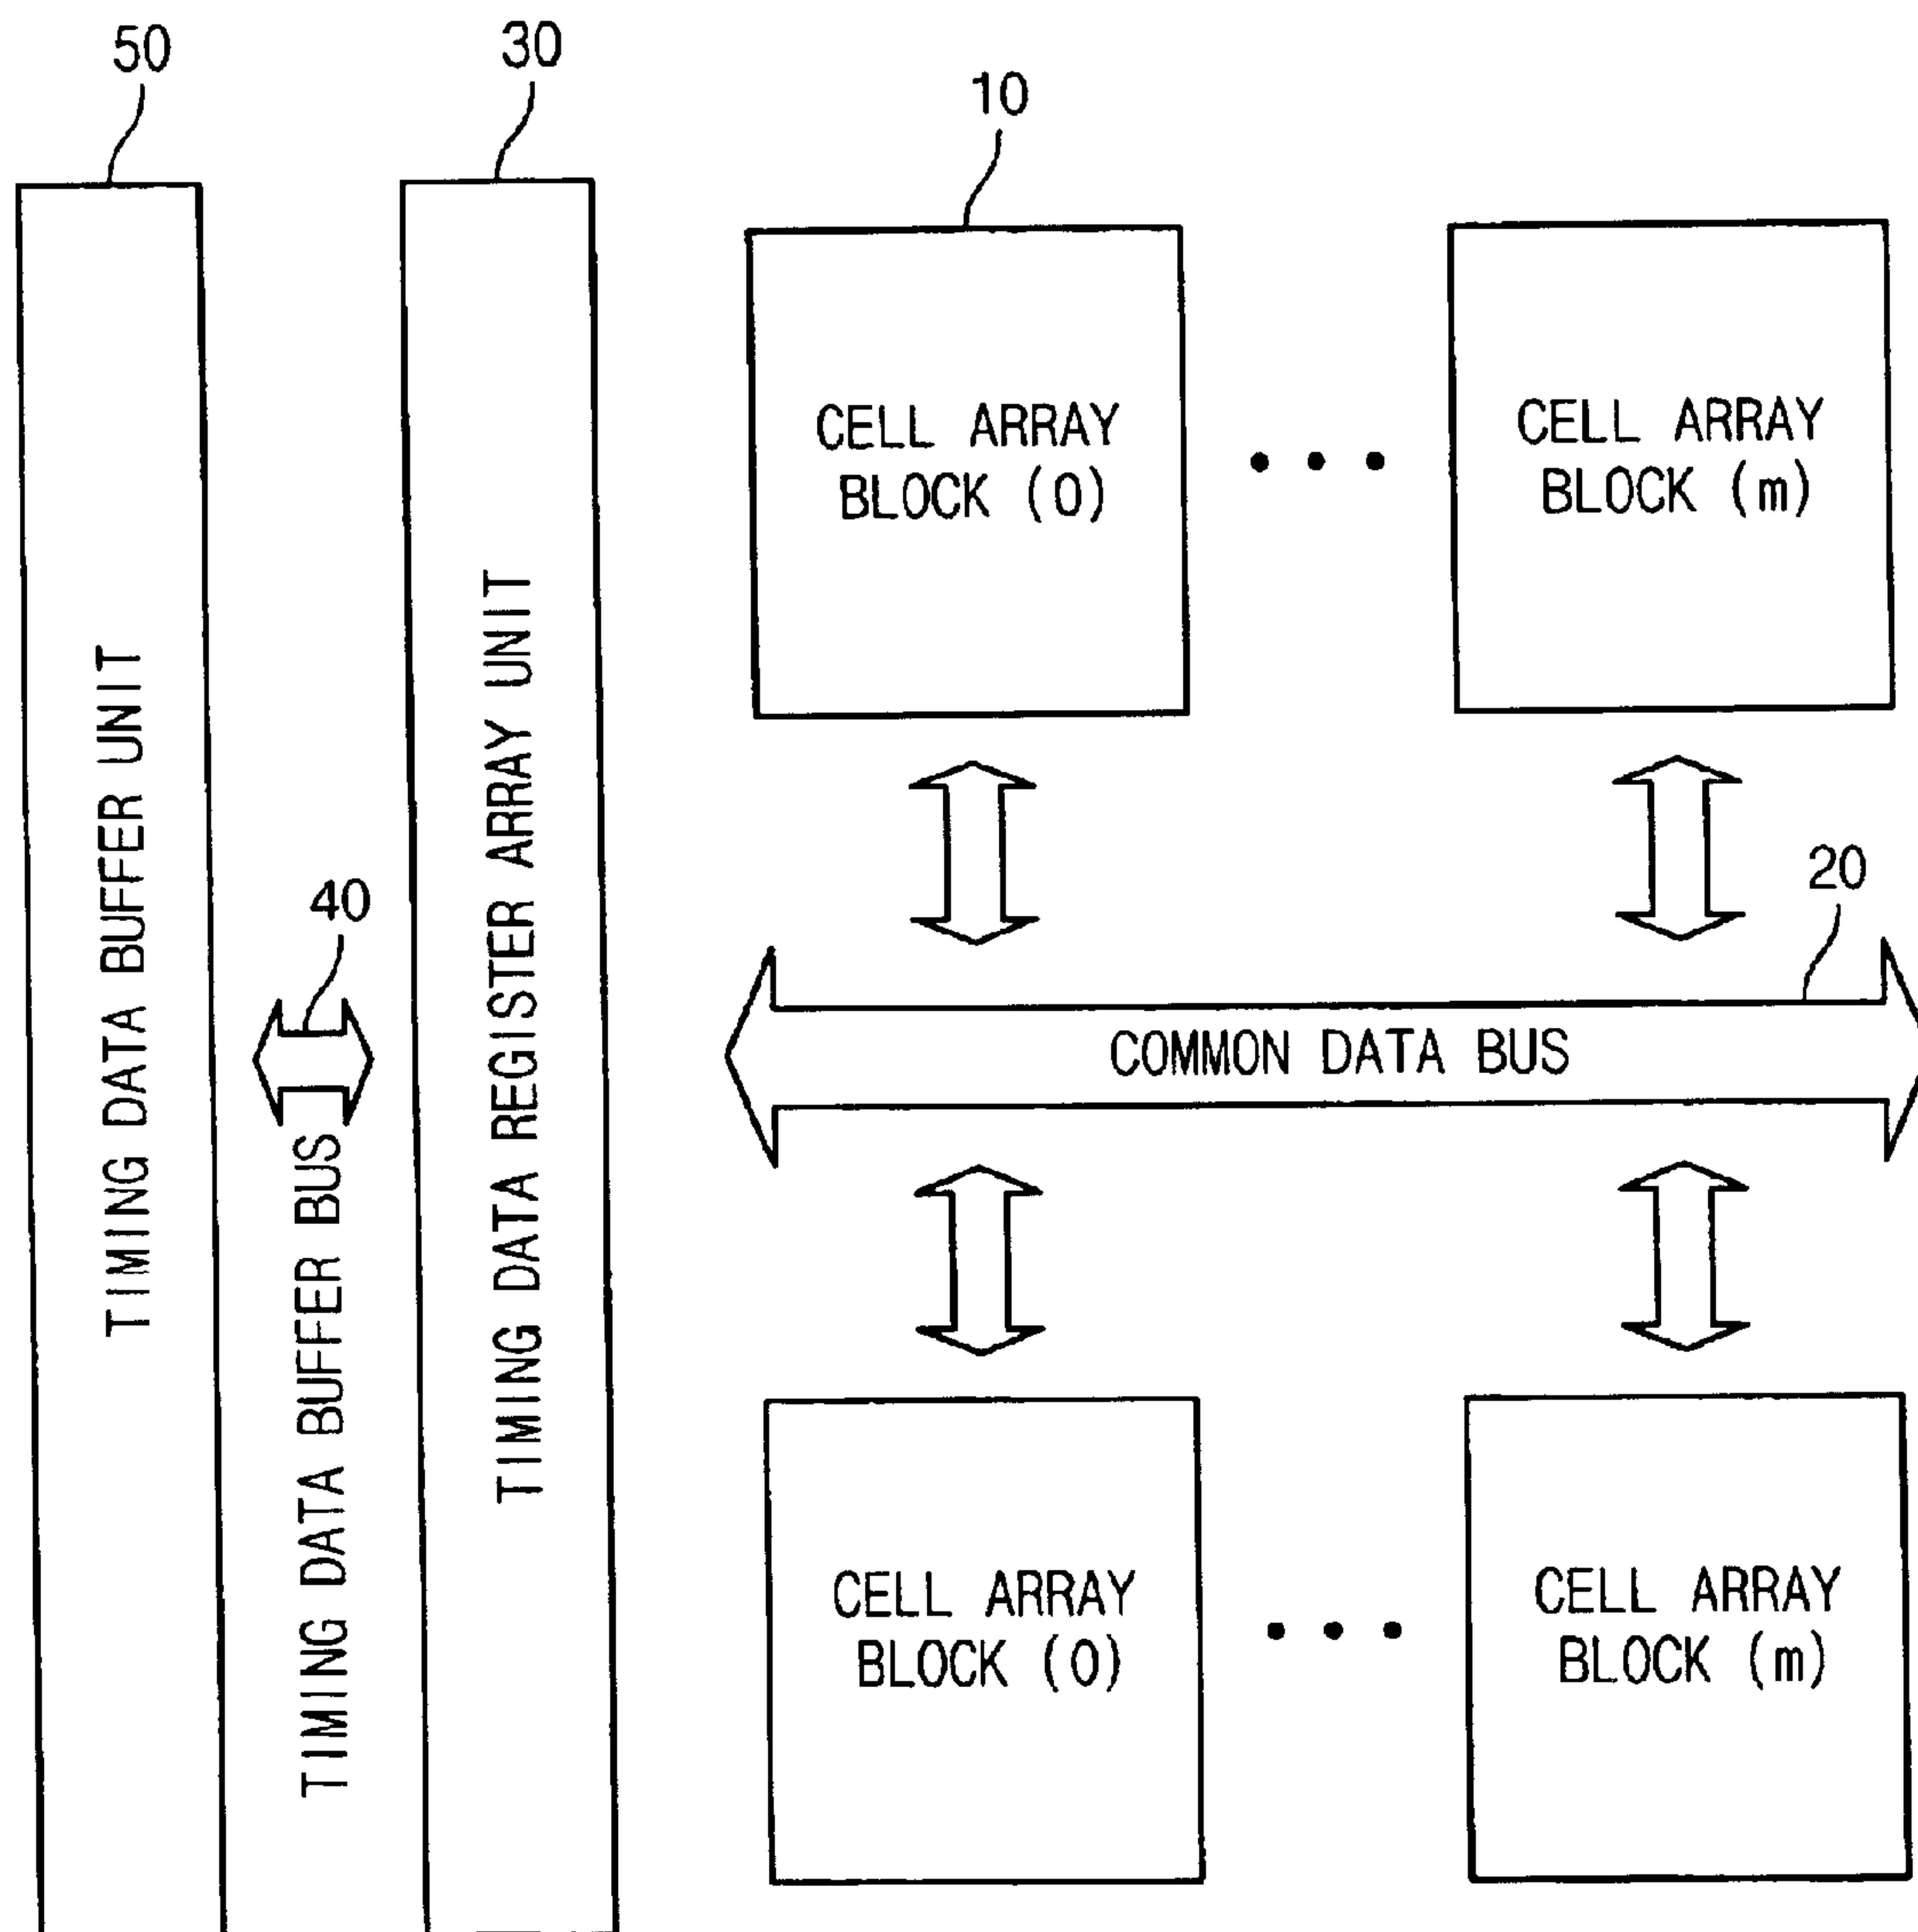 50
30
10
CELL ARRAY
BLOCK (0)
CELL ARRAY
BLOCK (m)
TIMING DATA BUFFER UNIT
40
TIMING DATA BUFFER BUS
TIMING DATA REGISTER ARRAY UNIT
20
COMMON DATA BUS
CELL ARRAY
BLOCK (0)
CELL ARRAY
BLOCK (m)